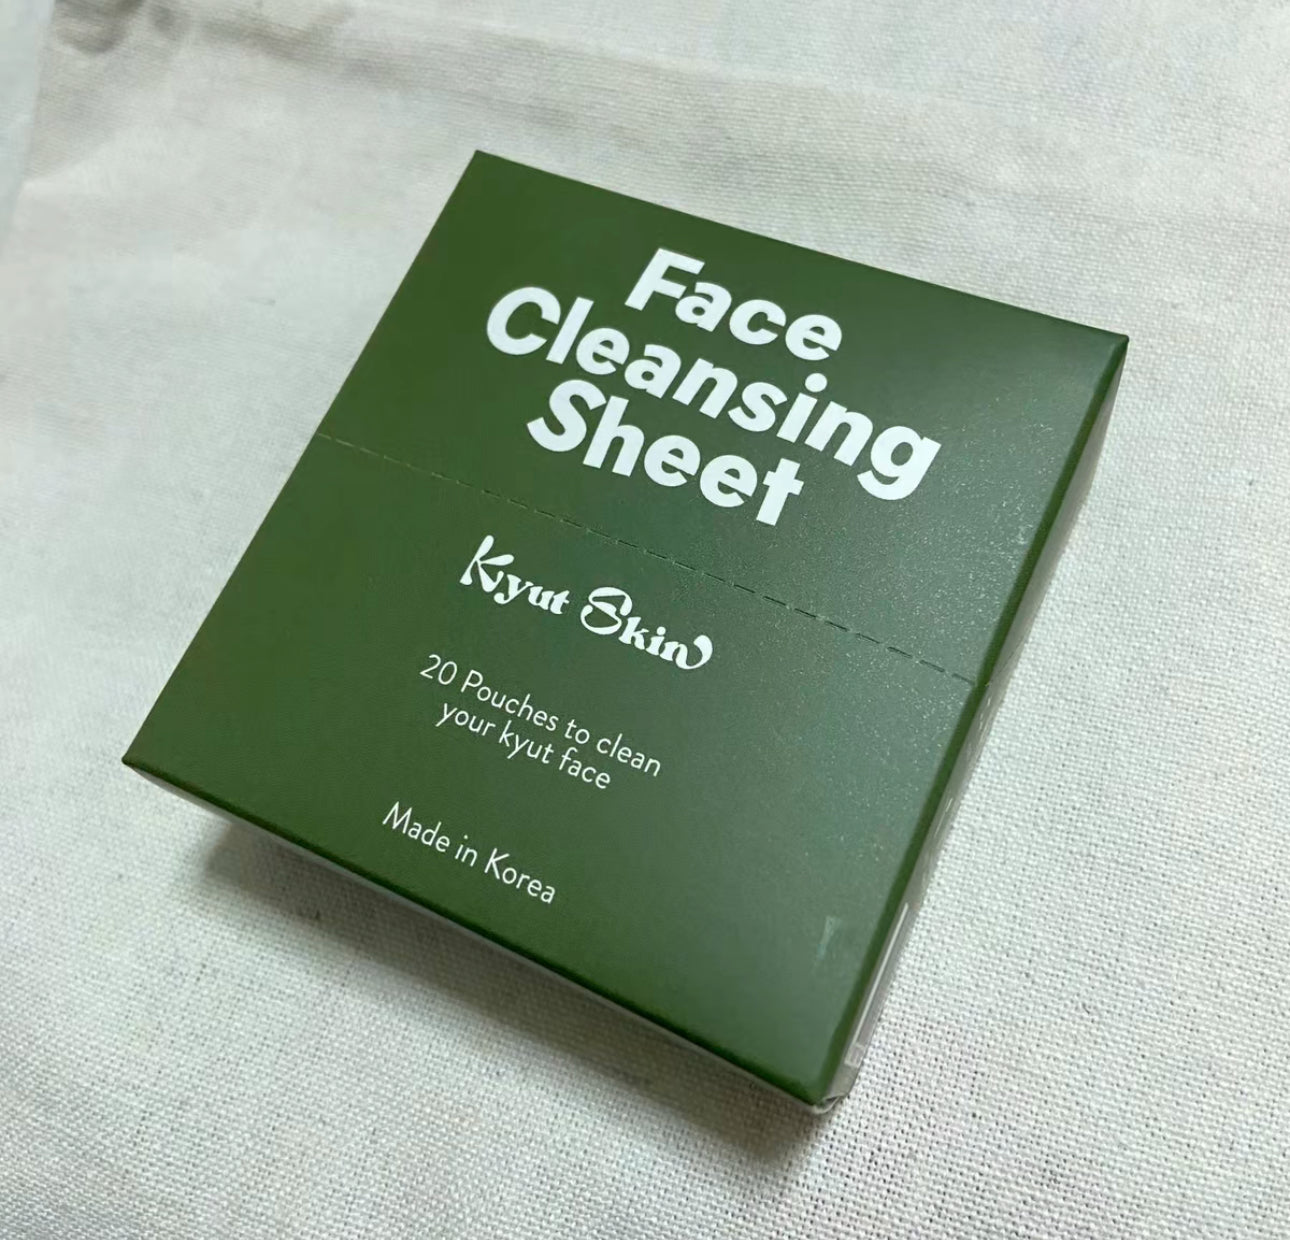 Face
Cleansing
Sheet
Kyut Skin
20 Pouches to clean
your kyut face
Made in Korea